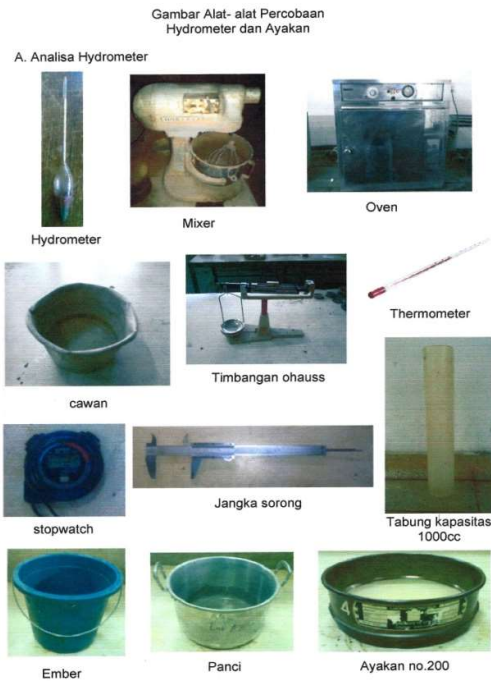 Gambar Alat- alat Percobaan
Hydrometer dan Ayakan
A. Analisa Hydrometer
Hydrometer
Mixer
Oven
cawan
Timbangan ohauss
Thermometer
stopwatch
Jangka sorong
Tabung kapasitas
1000cc
Ember
Panci
Ayakan no.200